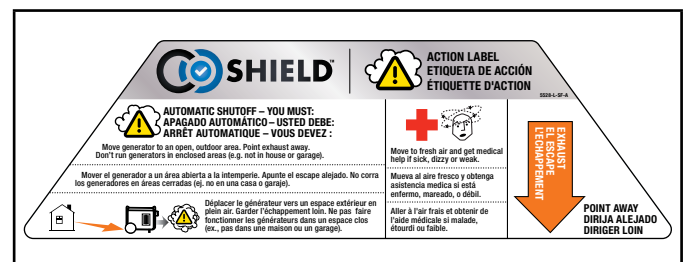 CO SHIELD™
ACTION LABEL
ETIQUETA DE ACCIÓN
ÉTIQUETTE D'ACTION
5528-L-SF-A
AUTOMATIC SHUTOFF – YOU MUST:
APAGADO AUTOMÁTICO – USTED DEBE:
ARRÊT AUTOMATIQUE – VOUS DEVEZ :
Move generator to an open, outdoor area. Point exhaust away.
Don't run generators in enclosed areas (e.g. not in house or garage).
Mover el generador a un área abierta a la intemperie. Apunte el escape alejado. No corra
los generadores en áreas cerradas (ej. no en una casa o garaje).
Déplacer le générateur vers un espace extérieur en
plein air. Garder l'échappement loin. Ne pas faire
fonctionner les générateurs dans un espace clos
(ex., pas dans une maison ou un garage).
Move to fresh air and get medical
help if sick, dizzy or weak.
Mueva al aire fresco y obtenga
asistencia medica si está
enfermo, mareado, o débil.
Aller à l'air frais et obtenir de
l'aide médicale si malade,
étourdi ou faible.
EXHAUST
EL ESCAPE
L'ECHAPPEMENT
POINT AWAY
DIRIJA ALEJADO
DIRIGER LOIN